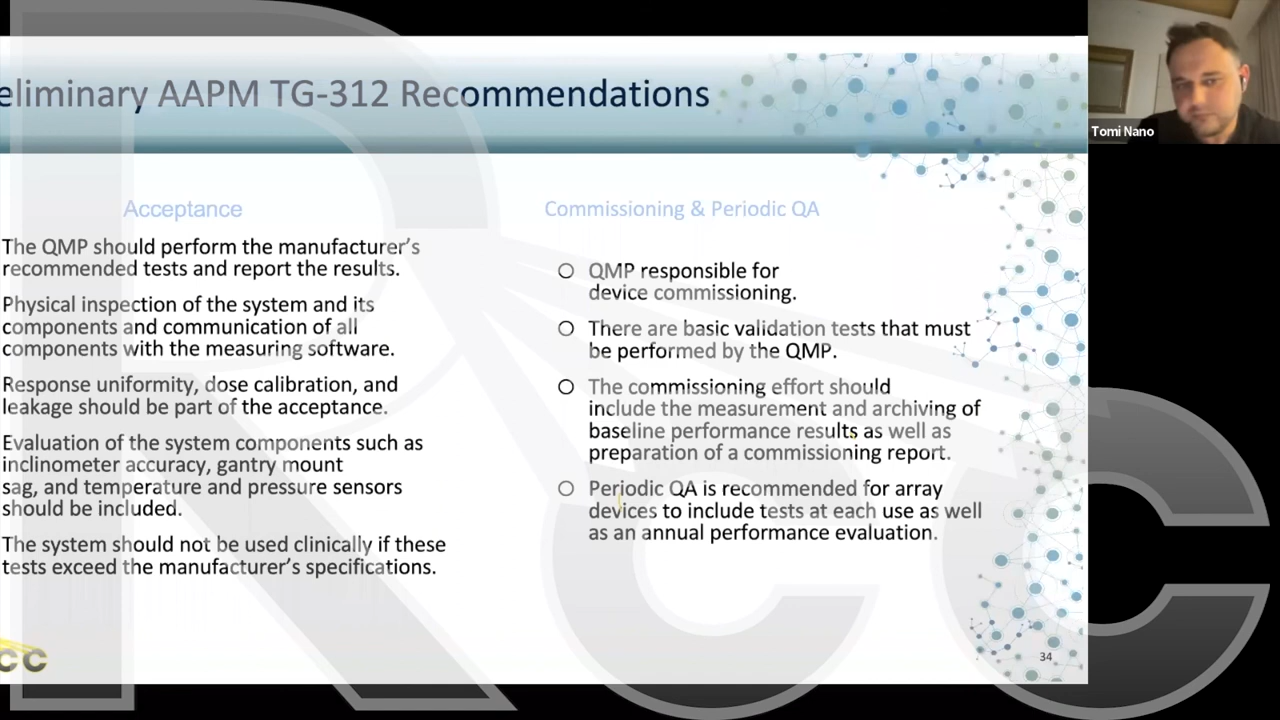 eliminary AAPM TG-312 Recommendations
Tomi Nano
Acceptance
The QMP should perform the manufacturer's
recommended tests and report the results.
Physical inspection of the system and its
components and communication of all
components with the measuring software.
Response uniformity, dose calibration, and
leakage should be part of the acceptance.
Evaluation of the system components such as
inclinometer accuracy, gantry mount
sag, and temperature and pressure sensors
should be included.
The system should not be used clinically if these
tests exceed the manufacturer's specifications.
Commissioning & Periodic QA
QMP responsible for
device commissioning.
There are basic validation tests that must
be performed by the QMP.
The commissioning effort should
include the measurement and archiving of
baseline performance results as well as
preparation of a commissioning report.
Periodic QA is recommended for array
devices to include tests at each use as well
as an annual performance evaluation.
CC
34
Rcc